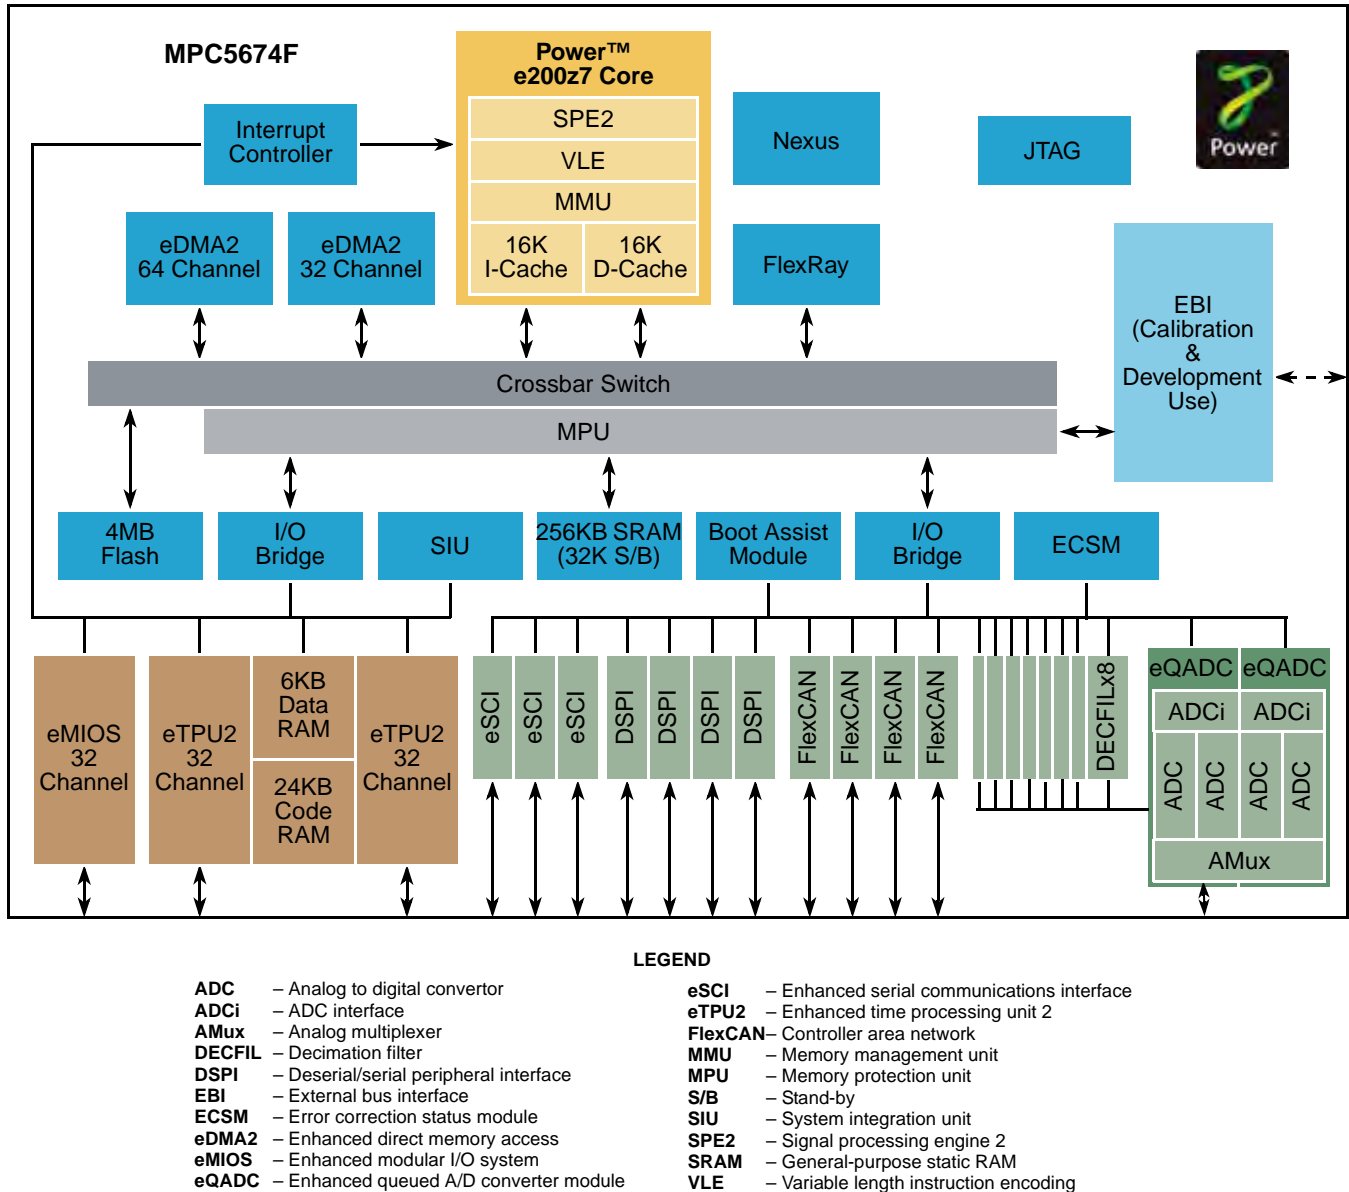 MPC5674F
Power™
e200z7 Core
SPE2
VLE
MMU
16K
I-Cache
16K
D-Cache
Interrupt
Controller
Nexus
JTAG
Power
eDMA2
64 Channel
eDMA2
32 Channel
FlexRay
EBI
(Calibration
&
Development
Use)
Crossbar Switch
MPU
4MB
Flash
I/O
Bridge
SIU
256KB SRAM
(32K S/B)
Boot Assist
Module
I/O
Bridge
ECSM
eMIOS
32
Channel
eTPU2
32
Channel
6KB
Data
RAM
24KB
Code
RAM
eTPU2
32
Channel
eSCI
eSCI
eSCI
DSPI
DSPI
DSPI
DSPI
FlexCAN
FlexCAN
FlexCAN
FlexCAN
DECFILx8
eQADC
eQADC
ADCi
ADCi
ADC
ADC
ADC
ADC
AMux
LEGEND
ADC – Analog to digital convertor
ADCi – ADC interface
AMux – Analog multiplexer
DECFIL – Decimation filter
DSPI – Deserial/serial peripheral interface
EBI – External bus interface
ECSM – Error correction status module
eDMA2 – Enhanced direct memory access
eMIOS – Enhanced modular I/O system
eQADC – Enhanced queued A/D converter module
eSCI – Enhanced serial communications interface
eTPU2 – Enhanced time processing unit 2
FlexCAN – Controller area network
MMU – Memory management unit
MPU – Memory protection unit
S/B – Stand-by
SIU – System integration unit
SPE2 – Signal processing engine 2
SRAM – General-purpose static RAM
VLE – Variable length instruction encoding